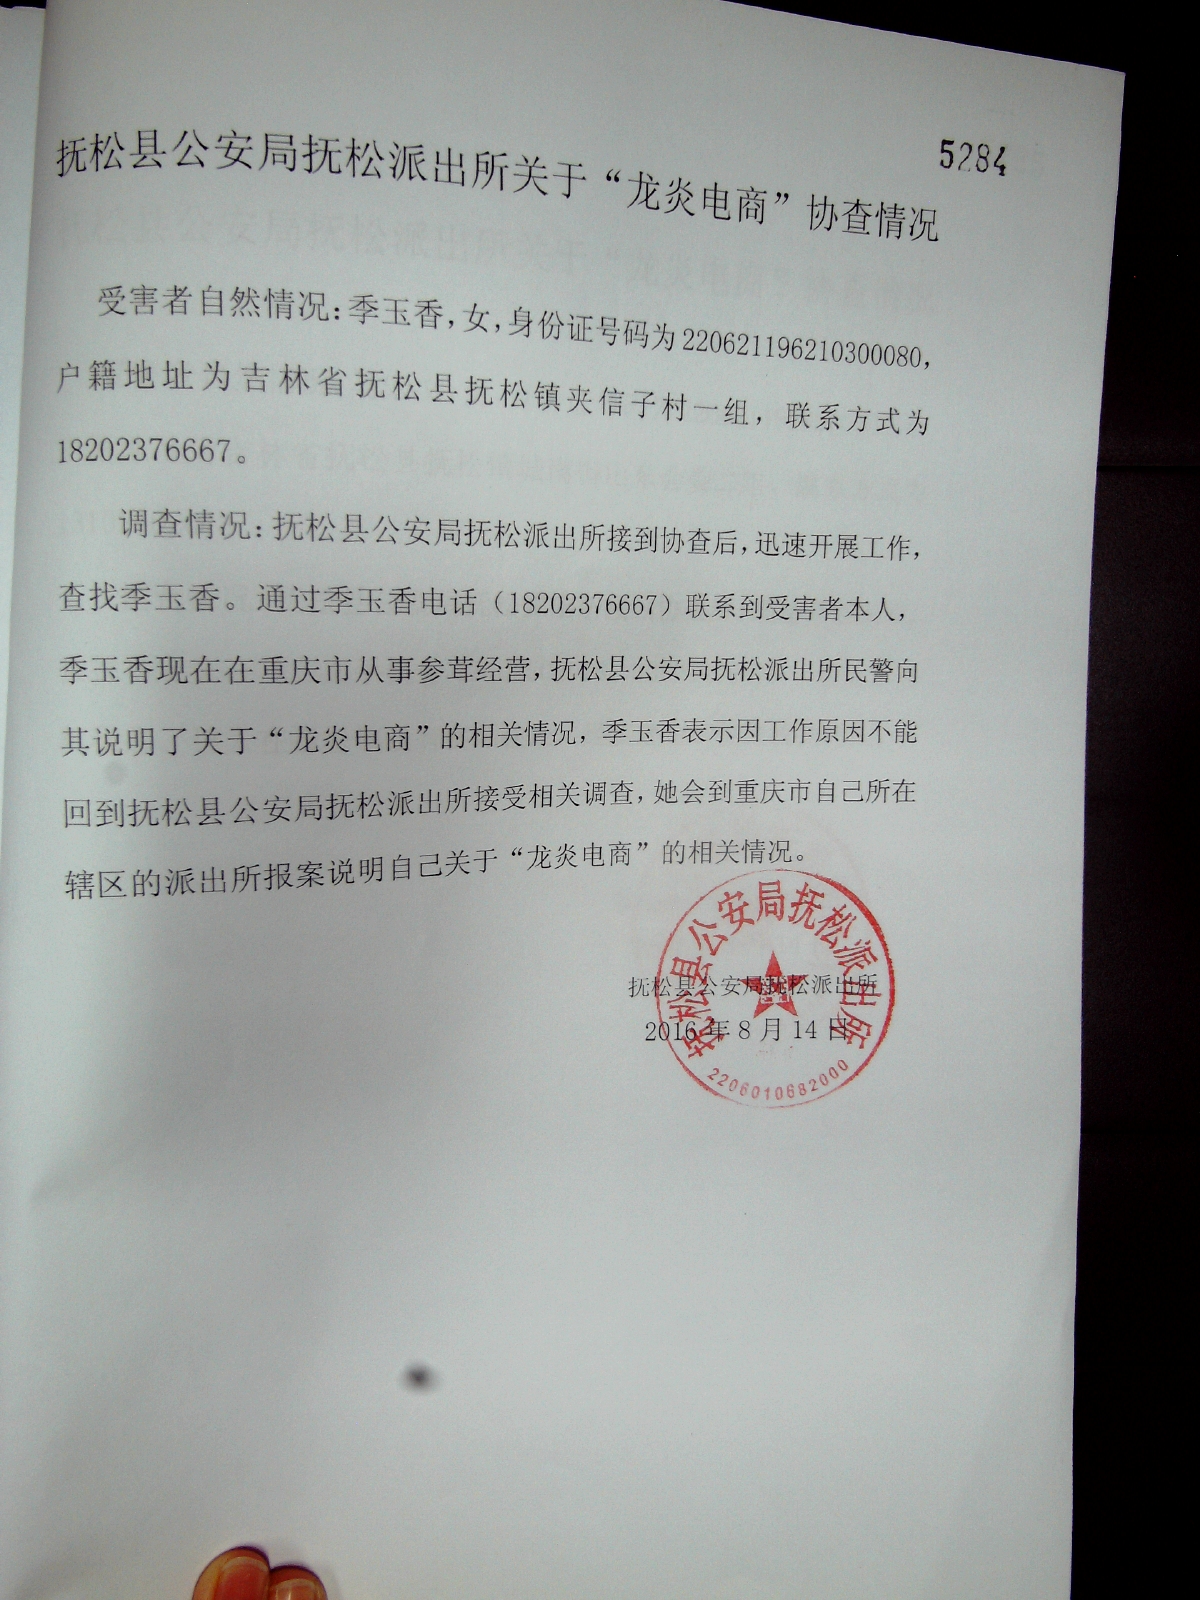 5284
抚松县公安局抚松派出所关于“龙炎电商”协查情况
受害者自然情况：季玉香，女，身份证号码为220621196210300080，
户籍地址为吉林省抚松县抚松镇夹信子村一组，联系方式为
18202376667。
调查情况：抚松县公安局抚松派出所接到协查后，迅速开展工作，
查找季玉香。通过季玉香电话（18202376667）联系到受害者本人，
季玉香现在在重庆市从事参茸经营，抚松县公安局抚松派出所民警向
其说明了关于“龙炎电商”的相关情况，季玉香表示因工作原因不能
回到抚松县公安局抚松派出所接受相关调查，她会到重庆市自己所在
辖区的派出所报案说明自己关于“龙炎电商”的相关情况。
抚松县公安局抚松派出所
2016年8月14日
抚松县公安局抚松派出所
2206010682000